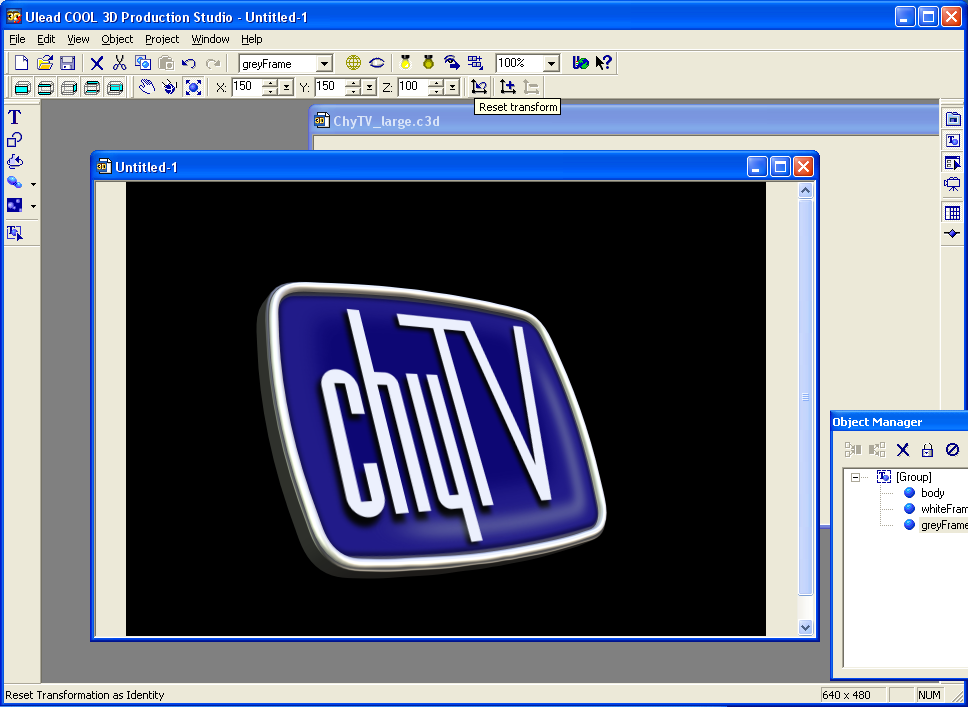 Ulead COOL 3D Production Studio - Untitled-1
File Edit View Object Project Window Help
greyFrame 100%
X: 150 Y: 150 Z: 100
Reset transform
ChyTV_large.c3d
Untitled-1
chyTV
Object Manager
[Group]
body
whiteFram
greyFrame
Reset Transformation as Identity 640 x 480 NUM